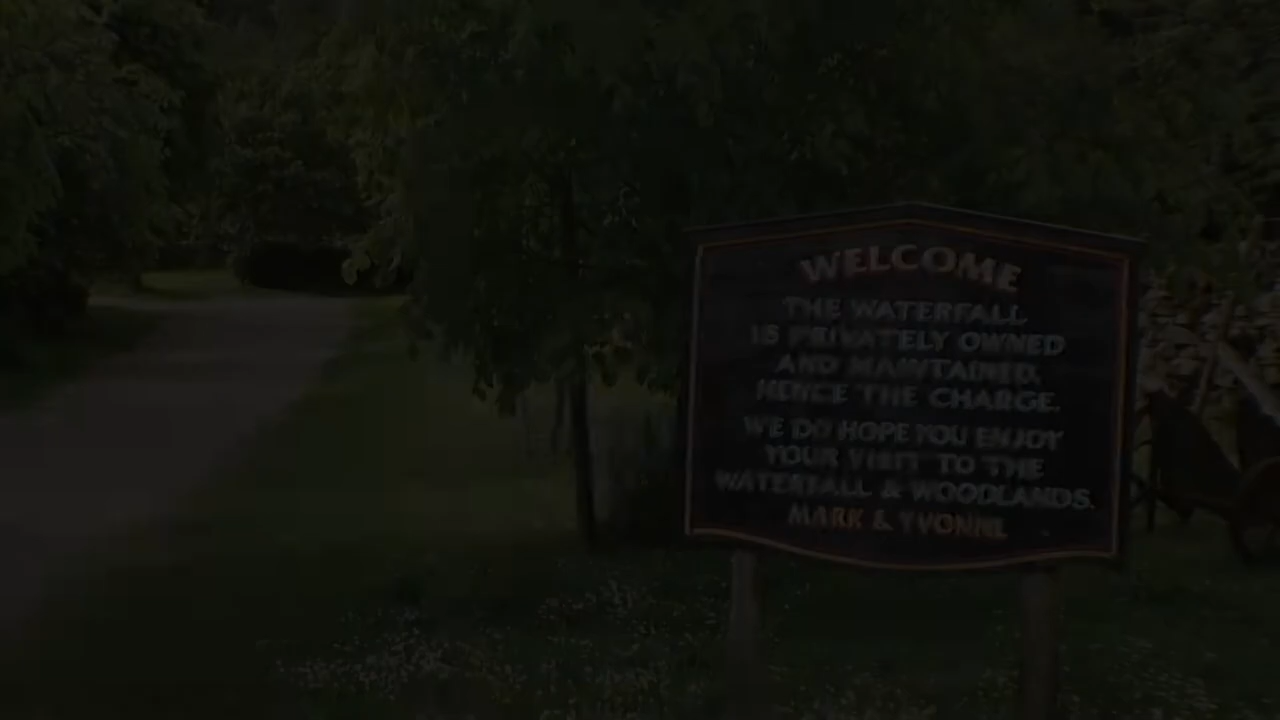 WELCOME
THE WATERFALL
IS PRIVATELY OWNED
AND MAINTAINED,
HENCE THE CHARGE.
WE DO HOPE YOU ENJOY
YOUR VISIT TO THE
WATERFALL & WOODLANDS.
MARK & YVONNE